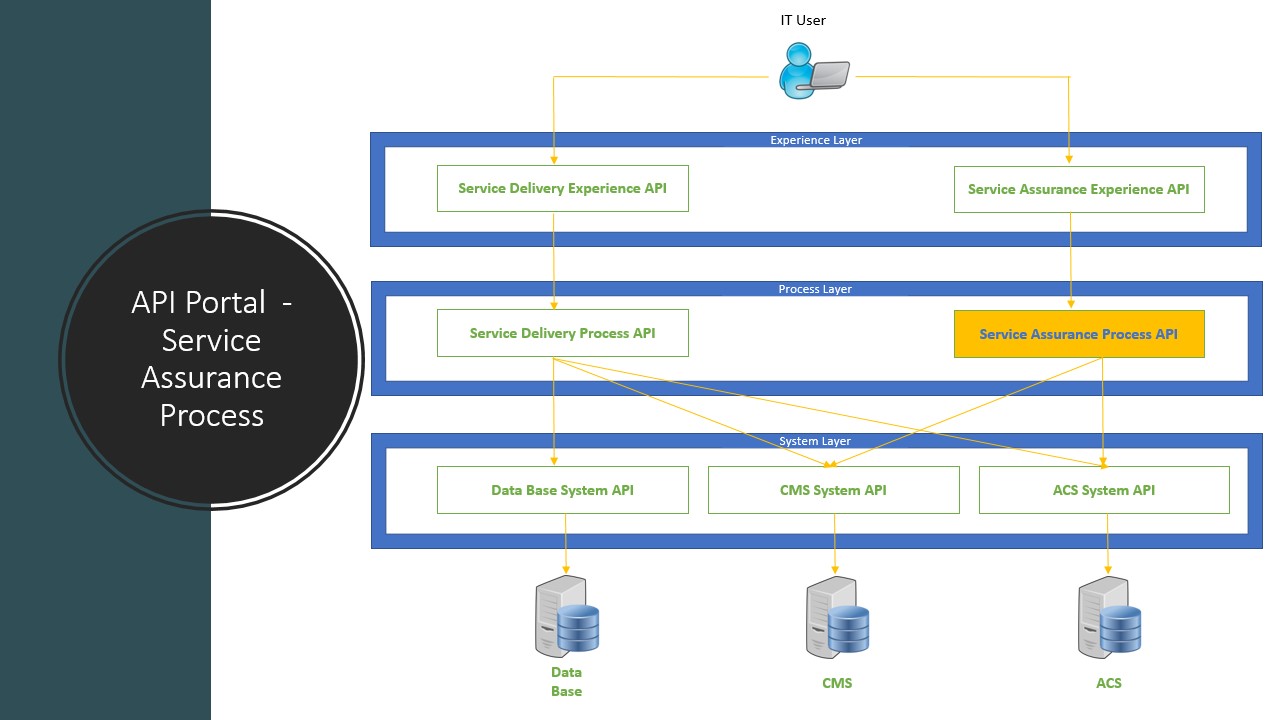 API Portal  -
Service
Assurance
Process
IT User
Experience Layer
Service Delivery Experience API
Service Assurance Experience API
Process Layer
Service Delivery Process API
Service Assurance Process API
System Layer
Data Base System API
CMS System API
ACS System API
Data
Base
CMS
ACS